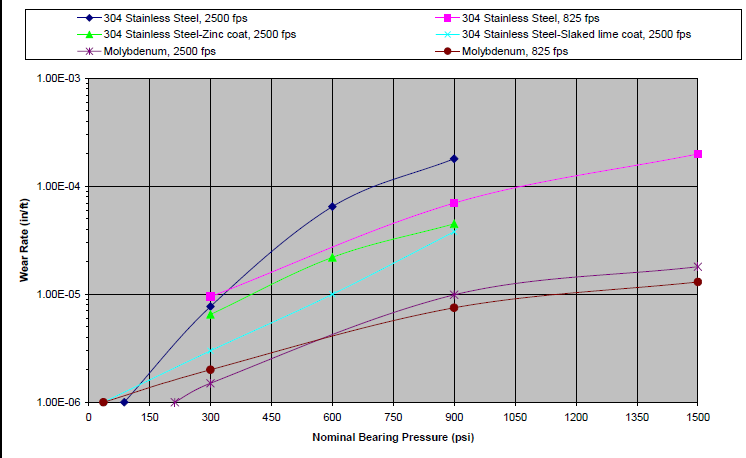 304 Stainless Steel, 2500 fps
304 Stainless Steel, 825 fps
304 Stainless Steel-Zinc coat, 2500 fps
304 Stainless Steel-Slaked lime coat, 2500 fps
Molybdenum, 2500 fps
Molybdenum, 825 fps
1.00E-03
1.00E-04
1.00E-05
1.00E-06
Wear Rate (in/ft)
0 150 300 450 600 750 900 1050 1200 1350 1500
Nominal Bearing Pressure (psi)